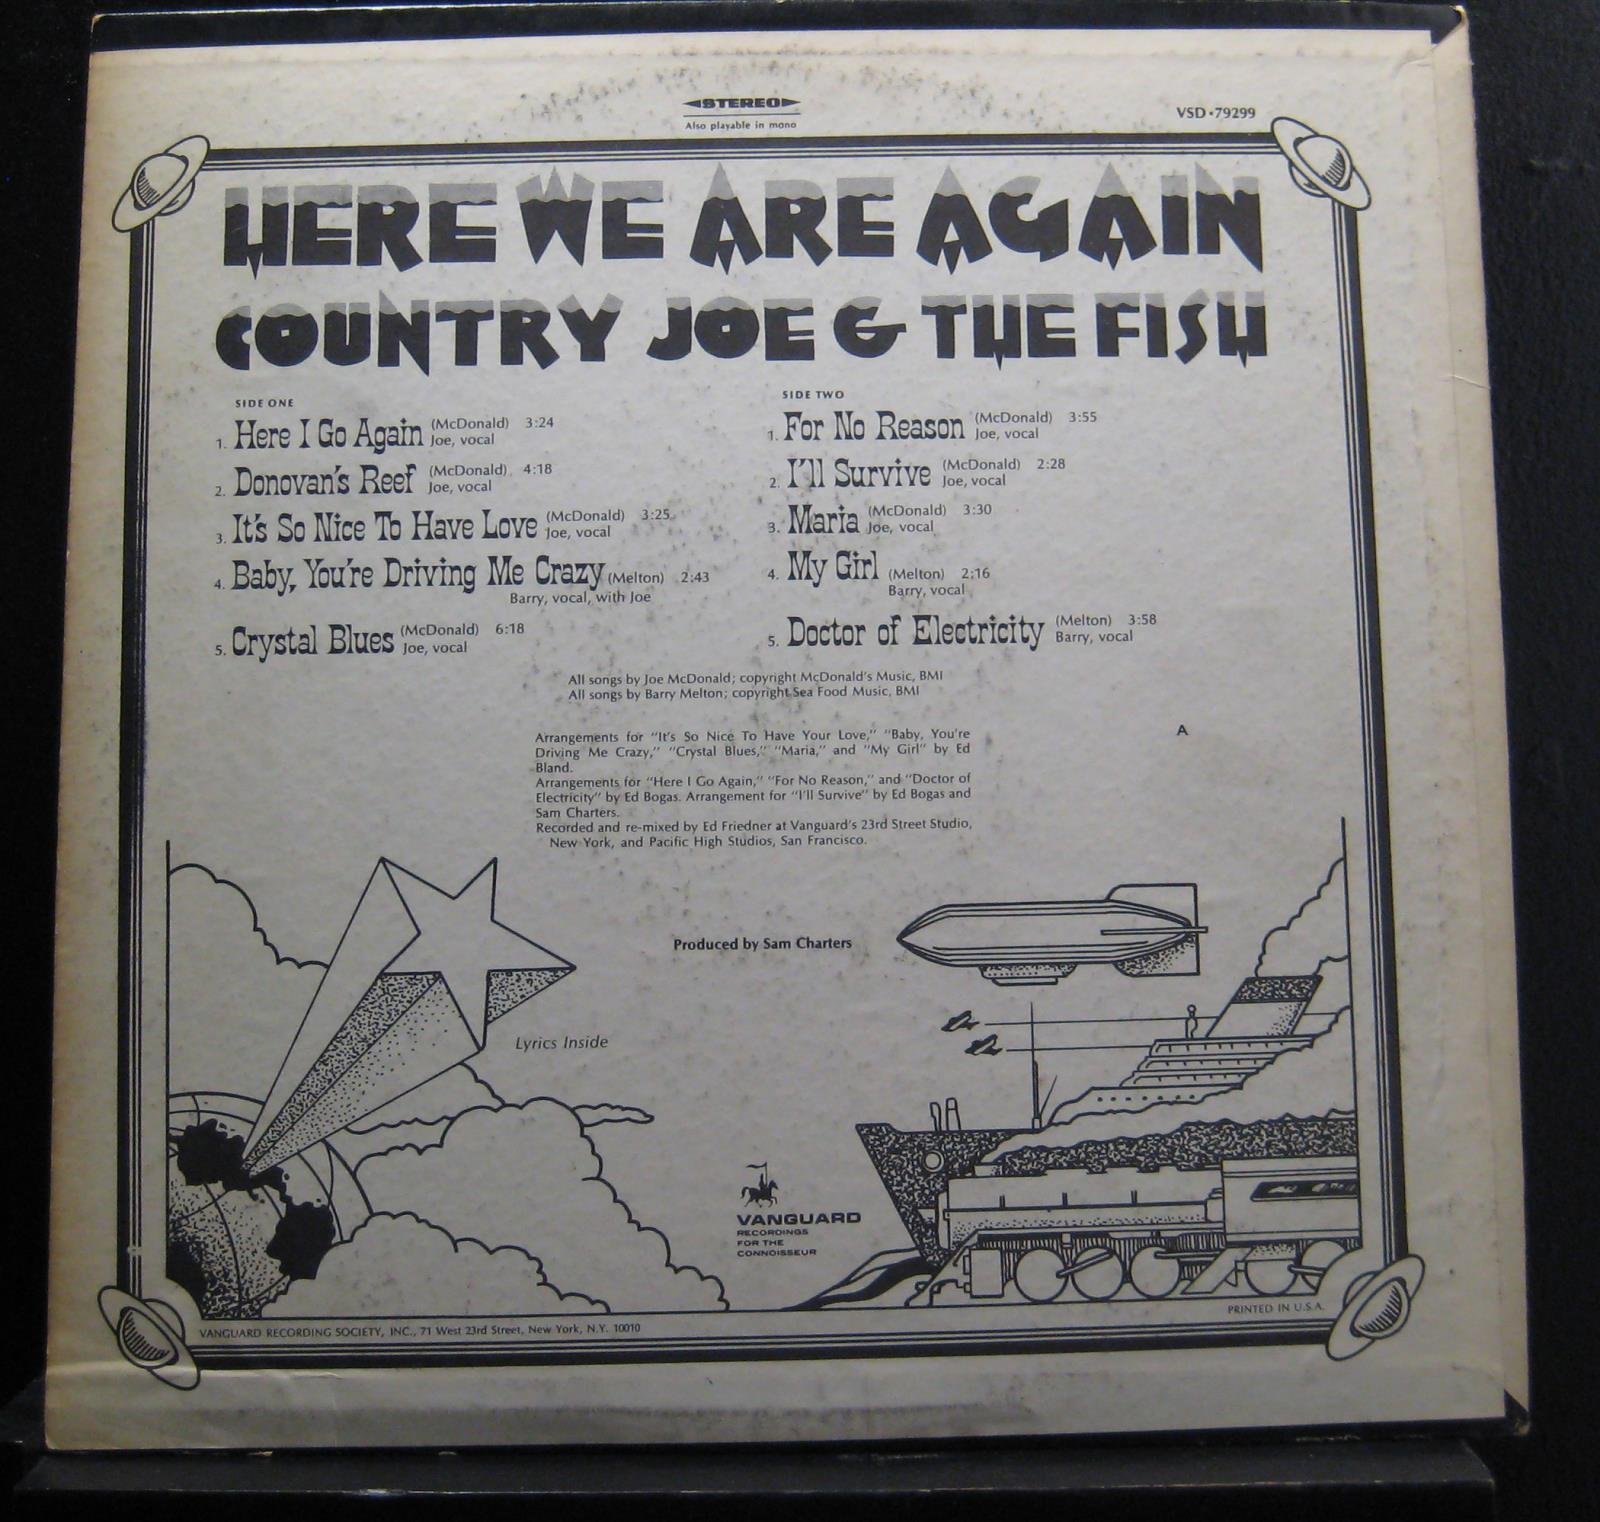 STEREO
Also playable in mono
VSD•79299
HERE WE ARE AGAIN
COUNTRY JOE & THE FISH
SIDE ONE
1. Here I Go Again (McDonald) 3:24
Joe, vocal
2. Donovan's Reef (McDonald) 4:18
Joe, vocal
3. It's So Nice To Have Love (McDonald) 3:25
Joe, vocal
4. Baby, You're Driving Me Crazy (Melton) 2:43
Barry, vocal, with Joe
5. Crystal Blues (McDonald) 6:18
Joe, vocal
SIDE TWO
1. For No Reason (McDonald) 3:55
Joe, vocal
2. I'll Survive (McDonald) 2:28
Joe, vocal
3. Maria (McDonald) 3:30
Joe, vocal
4. My Girl (Melton) 2:16
Barry, vocal
5. Doctor of Electricity (Melton) 3:58
Barry, vocal
All songs by Joe McDonald; copyright McDonald's Music, BMI
All songs by Barry Melton; copyright Sea Food Music, BMI
A
Arrangements for "It's So Nice To Have Your Love," "Baby, You're
Driving Me Crazy," "Crystal Blues," "Maria," and "My Girl" by Ed
Bland.
Arrangements for "Here I Go Again," "For No Reason," and "Doctor of
Electricity" by Ed Bogas. Arrangement for "I'll Survive" by Ed Bogas and
Sam Charters.
Recorded and re-mixed by Ed Friedner at Vanguard's 23rd Street Studio,
New York, and Pacific High Studios, San Francisco.
Produced by Sam Charters
Lyrics Inside
VANGUARD
RECORDINGS
FOR THE
CONNOISSEUR
PRINTED IN U.S.A.
VANGUARD RECORDING SOCIETY, INC., 71 West 23rd Street, New York, N.Y. 10010